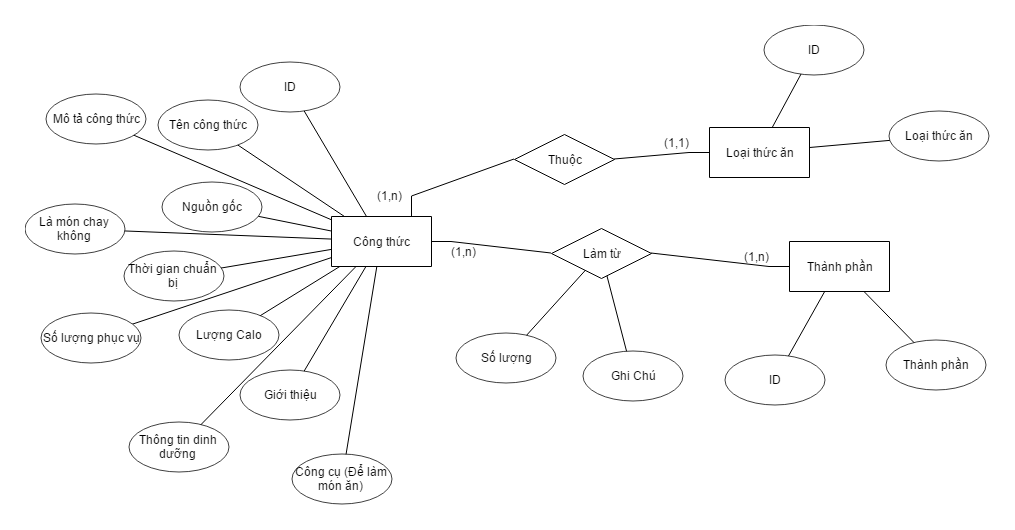 ID
ID
Mô tả công thức
Tên công thức
Loại thức ăn
(1,1)
Loại thức ăn
Thuộc
(1,n)
Nguồn gốc
Là món chay
không
Công thức
(1,n)
Làm từ
(1,n)
Thành phần
Thời gian chuẩn
bị
Số lượng phục vụ
Lượng Calo
Số lượng
Ghi Chú
ID
Thành phần
Giới thiệu
Thông tin dinh
dưỡng
Công cụ (Để làm
món ăn)